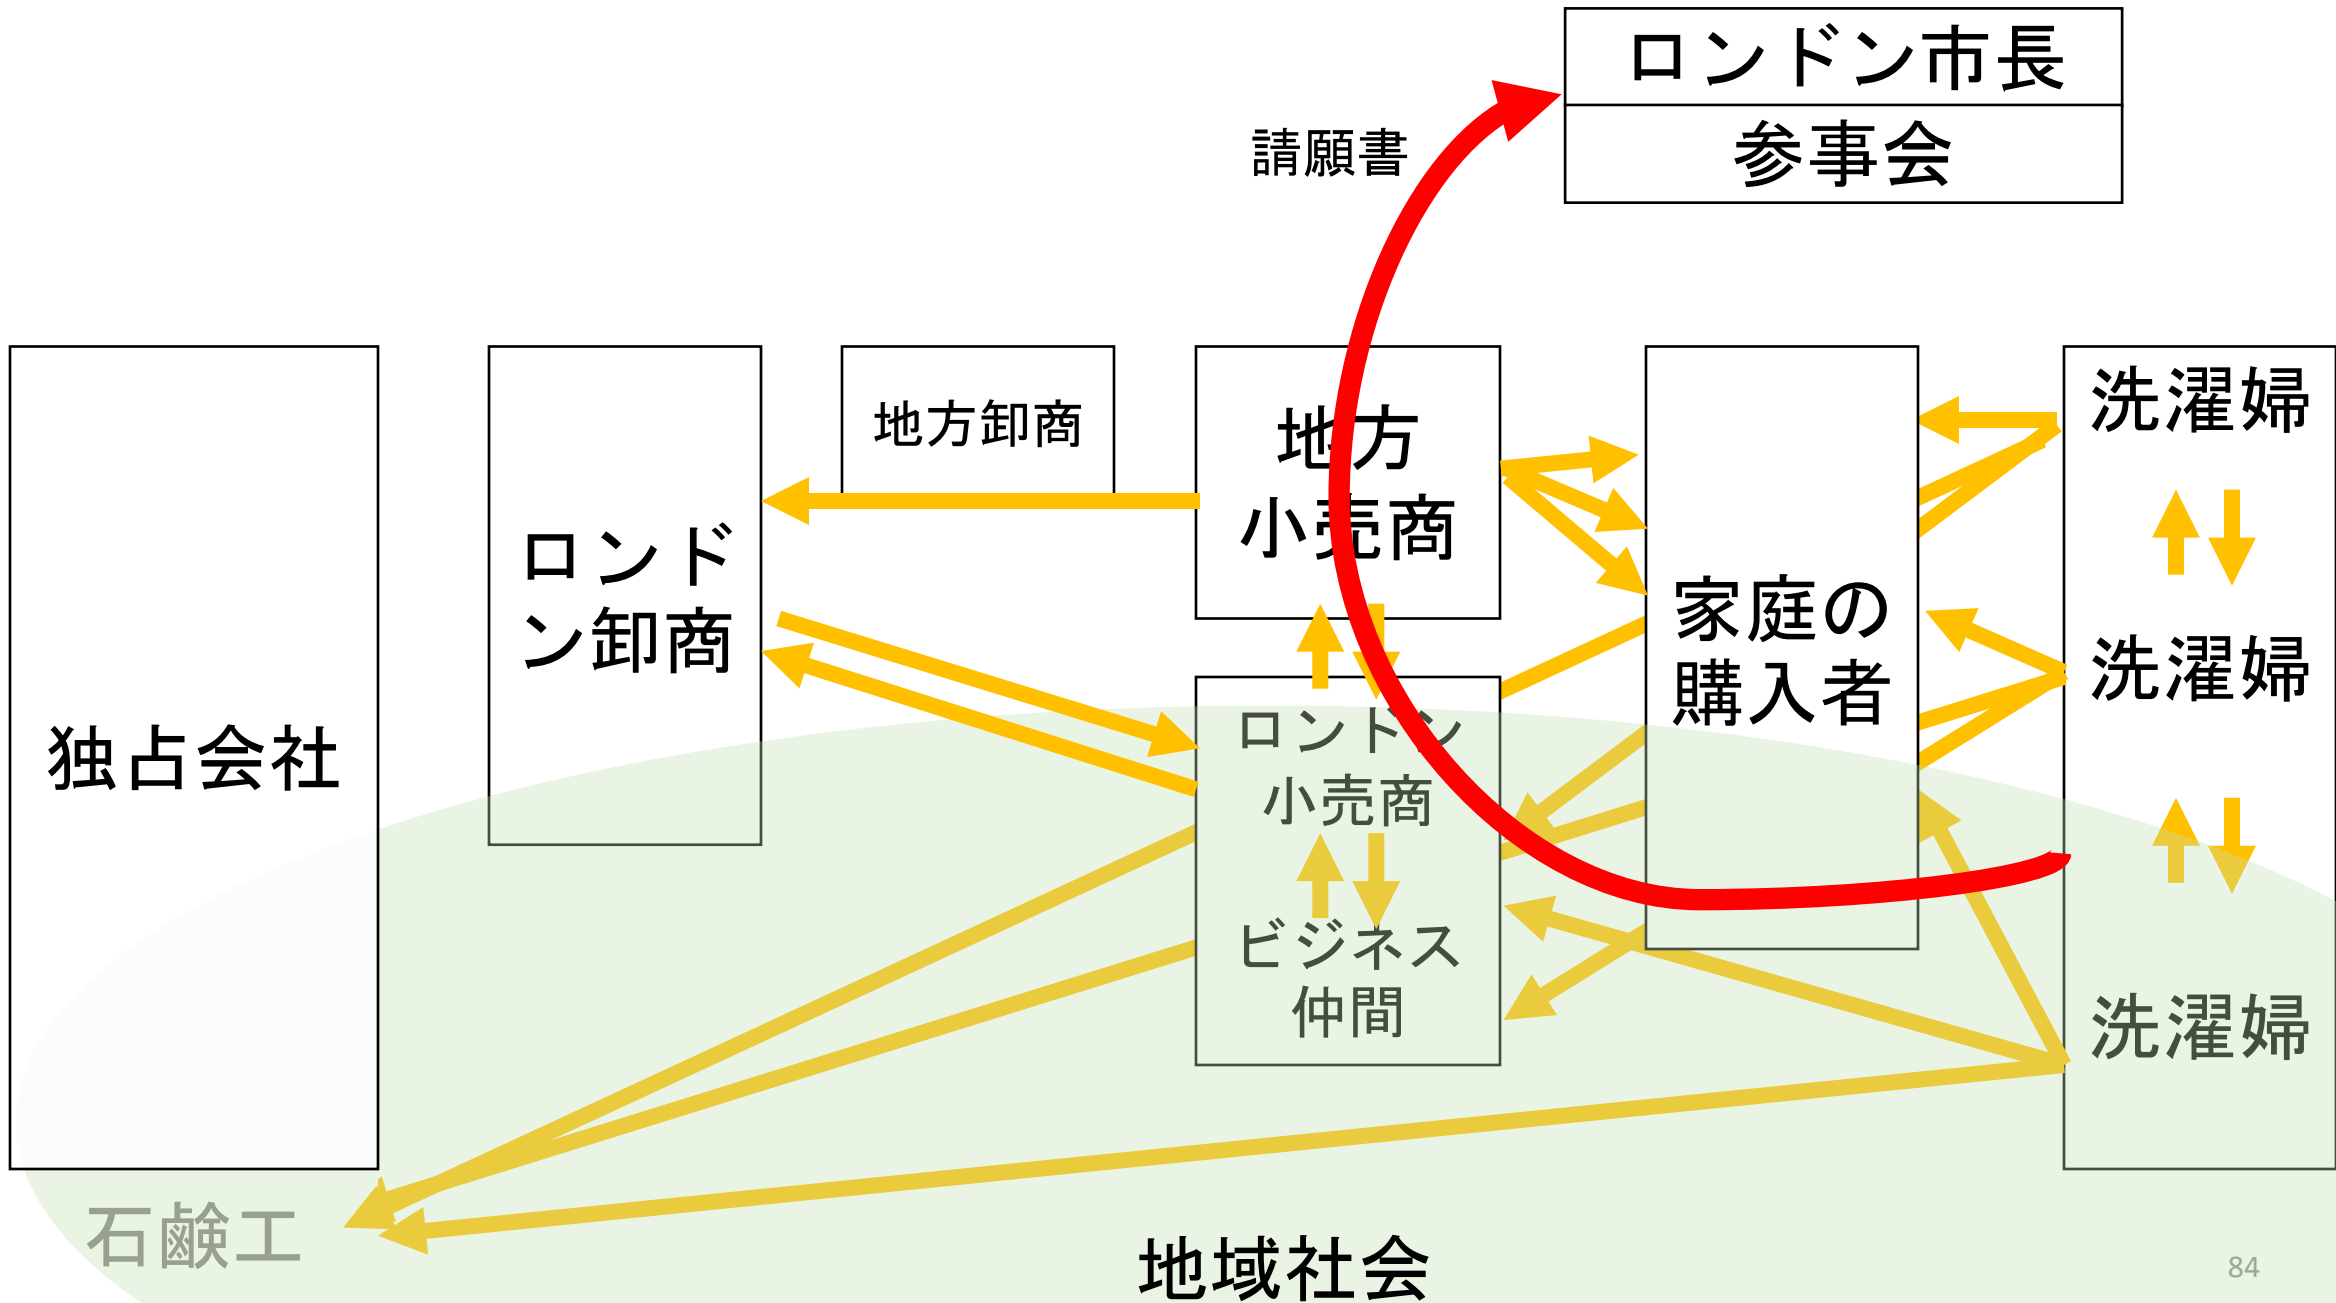 ロンドン市長
参事会
請願書
独占会社
ロンド
ン卸商
地方卸商
地方
小売商
ロンドン
小売商
ビジネス
仲間
家庭の
購入者
洗濯婦
洗濯婦
洗濯婦
石鹸工
地域社会
84